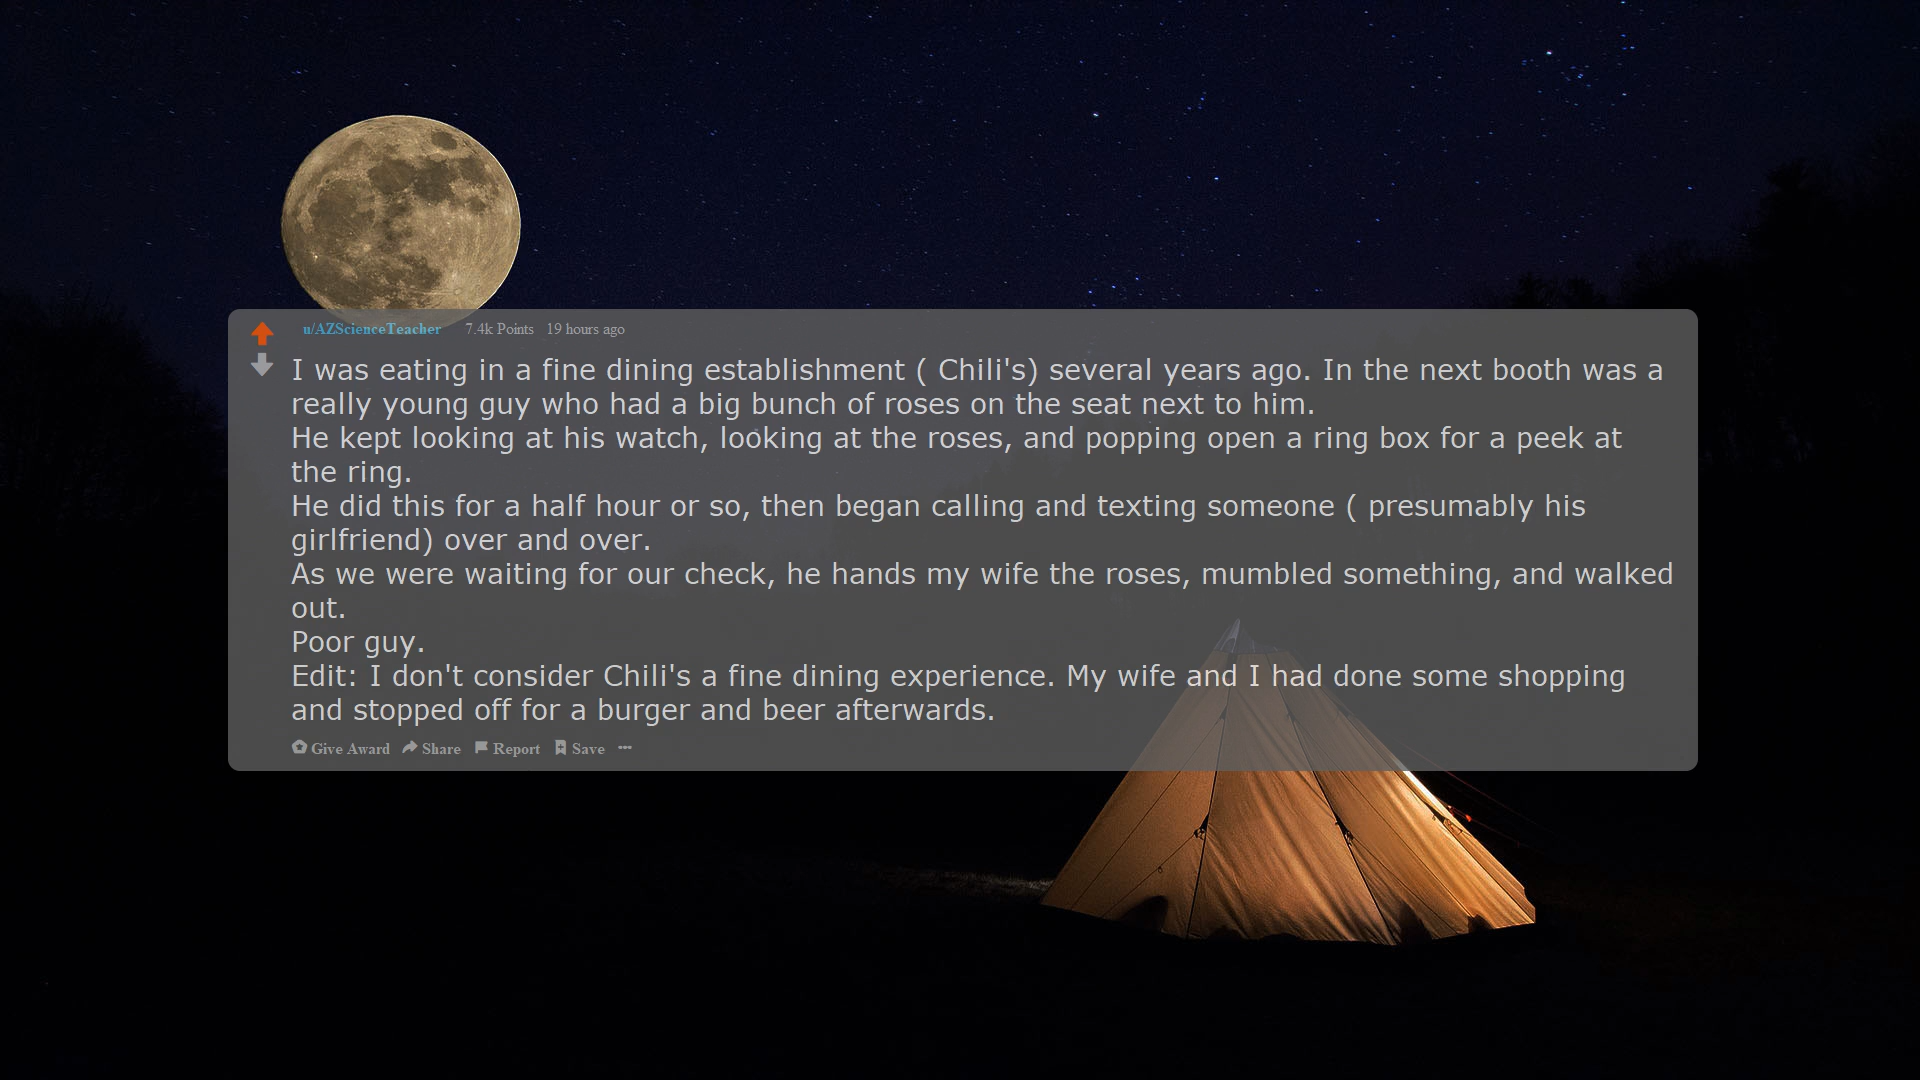 u/AZScienceTeacher 7.4k Points 19 hours ago
I was eating in a fine dining establishment ( Chili's) several years ago. In the next booth was a
really young guy who had a big bunch of roses on the seat next to him.
He kept looking at his watch, looking at the roses, and popping open a ring box for a peek at
the ring.
He did this for a half hour or so, then began calling and texting someone ( presumably his
girlfriend) over and over.
As we were waiting for our check, he hands my wife the roses, mumbled something, and walked
out.
Poor guy.
Edit: I don't consider Chili's a fine dining experience. My wife and I had done some shopping
and stopped off for a burger and beer afterwards.
Give Award Share Report Save